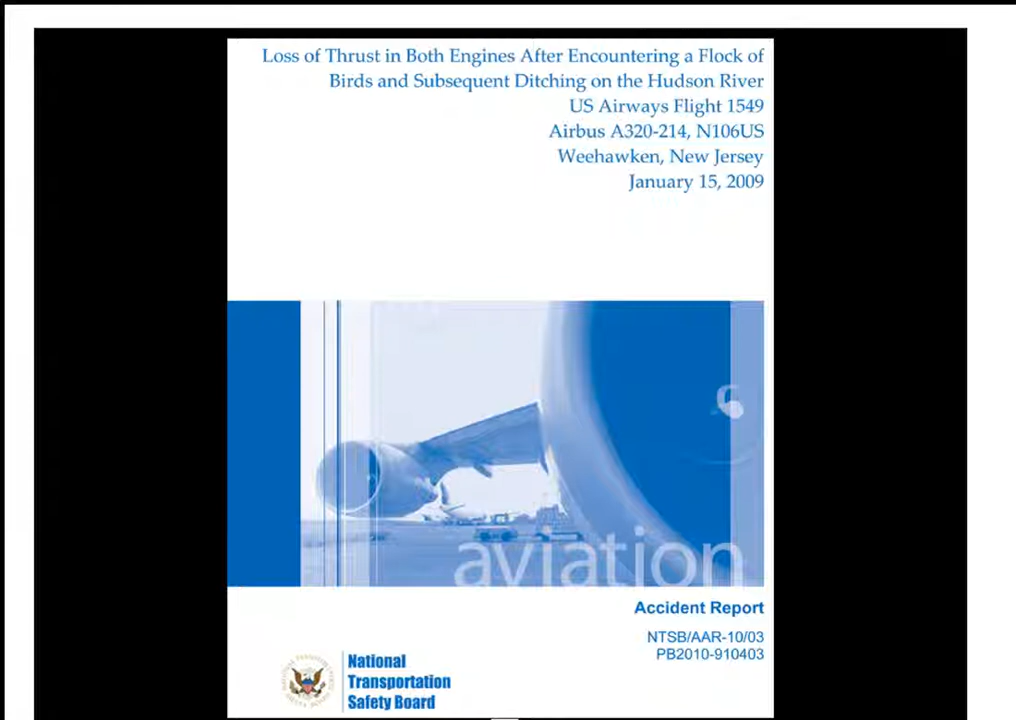 Loss of Thrust in Both Engines After Encountering a Flock of
Birds and Subsequent Ditching on the Hudson River
US Airways Flight 1549
Airbus A320-214, N106US
Weehawken, New Jersey
January 15, 2009
aviation
Accident Report
NTSB/AAR-10/03
PB2010-910403
National
Transportation
Safety Board